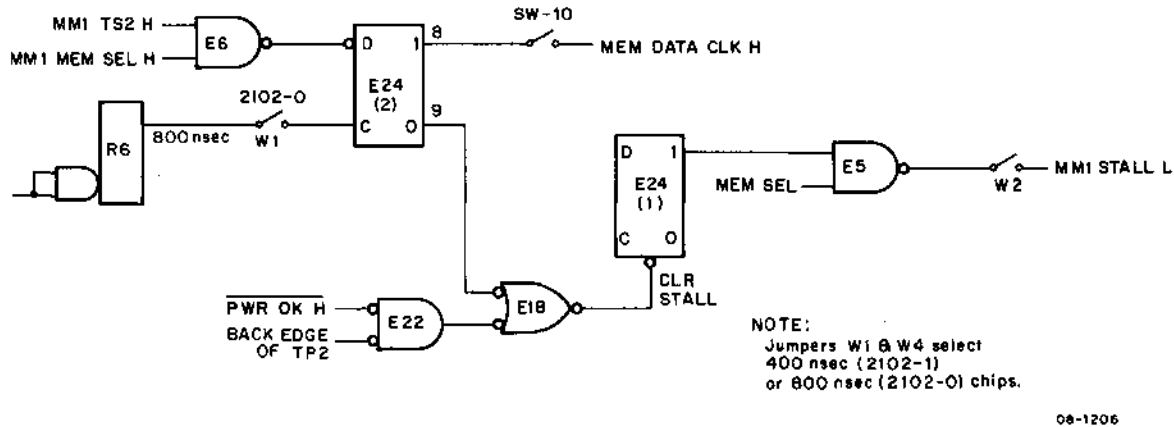 MM1 TS2 H
MM1 MEM SEL H
E6
D 1
E24
(2)
C 0
8
9
SW-10
MEM DATA CLK H
R6
800 nsec
2102-0
W1
D 1
E24
(1)
C 0
MEM SEL
E5
W2
MM1 STALL L
CLR
STALL
PWR OK H
BACK EDGE
OF TP2
E22
E18
NOTE:
Jumpers W1 & W4 select
400 nsec (2102-1)
or 800 nsec (2102-0) chips.
08-1206